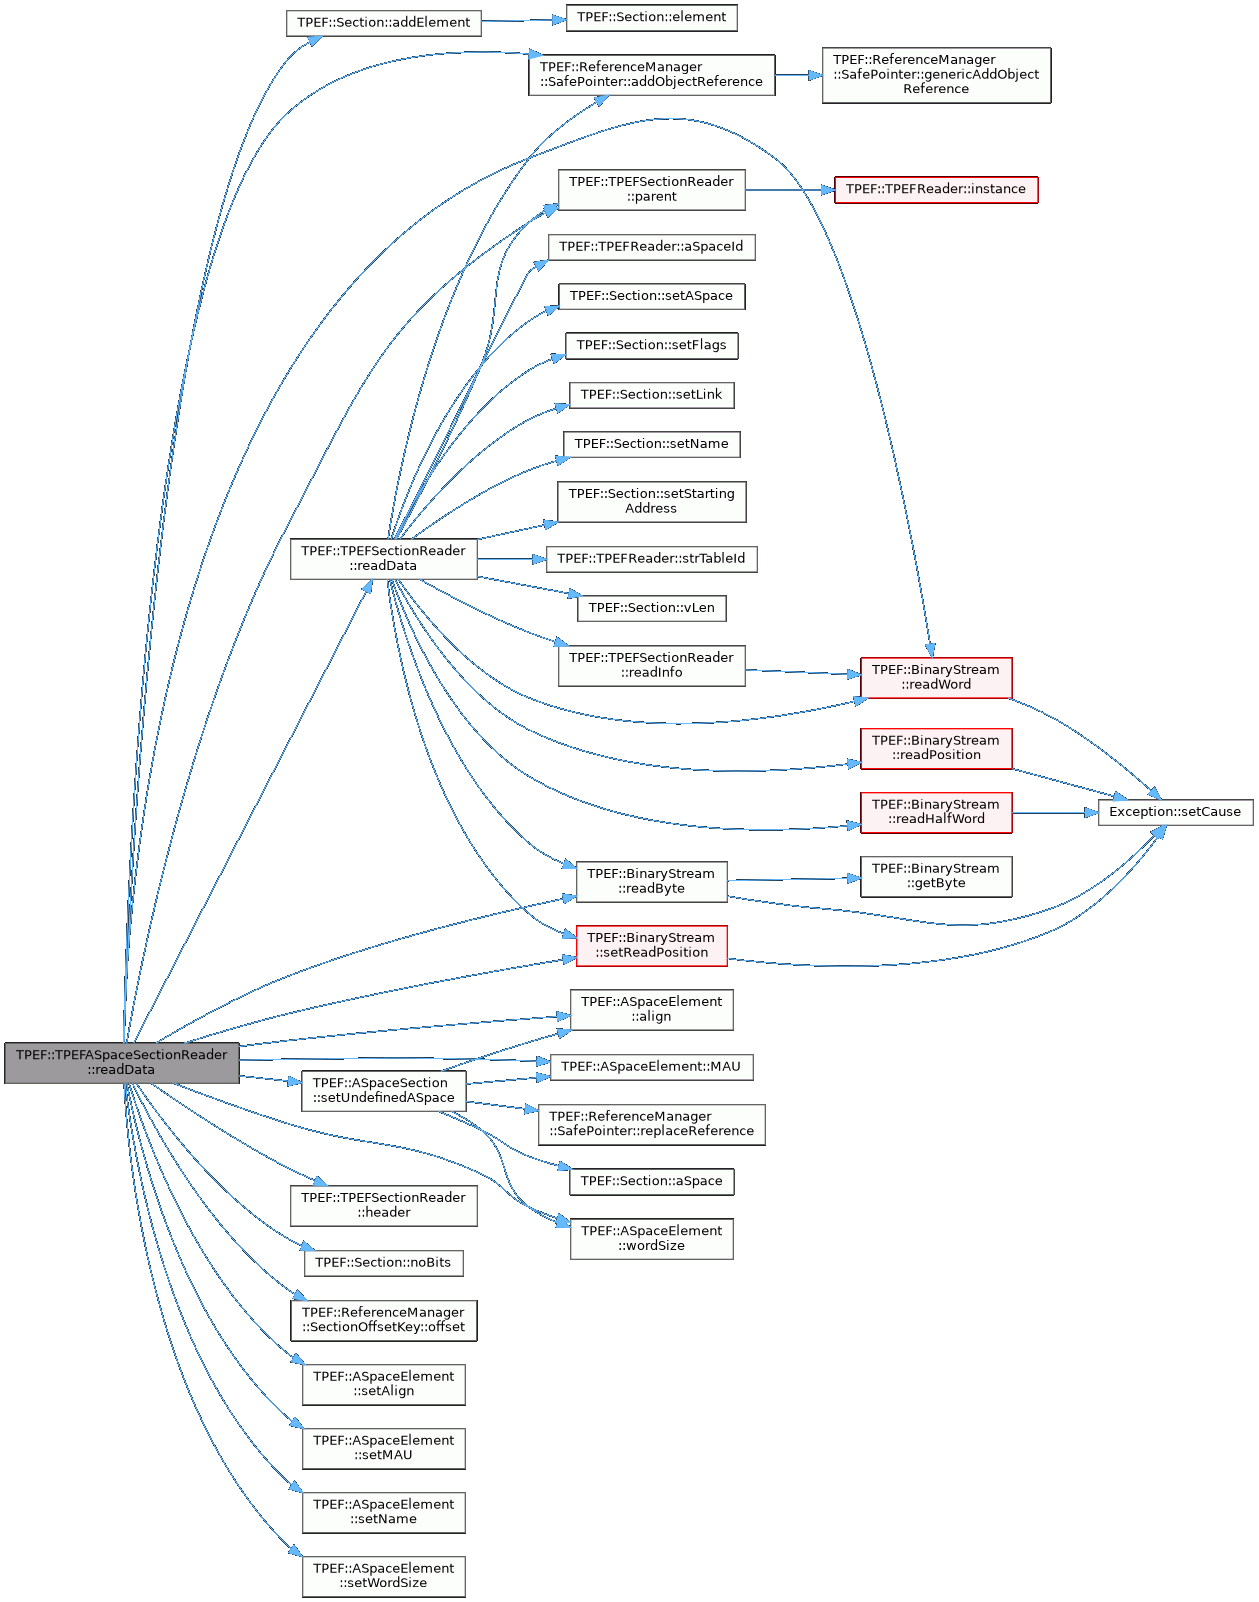 TPEF::Section::addElement
TPEF::Section::element
TPEF::ReferenceManager
::SafePointer::addObjectReference
TPEF::ReferenceManager
::SafePointer::genericAddObject
Reference
TPEF::TPEFSectionReader
::parent
TPEF::TPEFReader::instance
TPEF::TPEFReader::aSpaceId
TPEF::Section::setASpace
TPEF::Section::setFlags
TPEF::Section::setLink
TPEF::Section::setName
TPEF::Section::setStarting
Address
TPEF::TPEFSectionReader
::readData
TPEF::TPEFReader::strTableId
TPEF::Section::vLen
TPEF::TPEFSectionReader
::readInfo
TPEF::BinaryStream
::readWord
TPEF::BinaryStream
::readPosition
TPEF::BinaryStream
::readHalfWord
Exception::setCause
TPEF::BinaryStream
::readByte
TPEF::BinaryStream
::getByte
TPEF::BinaryStream
::setReadPosition
TPEF::ASpaceElement
::align
TPEF::TPEFASpaceSectionReader
::readData
TPEF::ASpaceElement::MAU
TPEF::ASpaceSection
::setUndefinedASpace
TPEF::ReferenceManager
::SafePointer::replaceReference
TPEF::Section::aSpace
TPEF::TPEFSectionReader
::header
TPEF::ASpaceElement
::wordSize
TPEF::Section::noBits
TPEF::ReferenceManager
::SectionOffsetKey::offset
TPEF::ASpaceElement
::setAlign
TPEF::ASpaceElement
::setMAU
TPEF::ASpaceElement
::setName
TPEF::ASpaceElement
::setWordSize